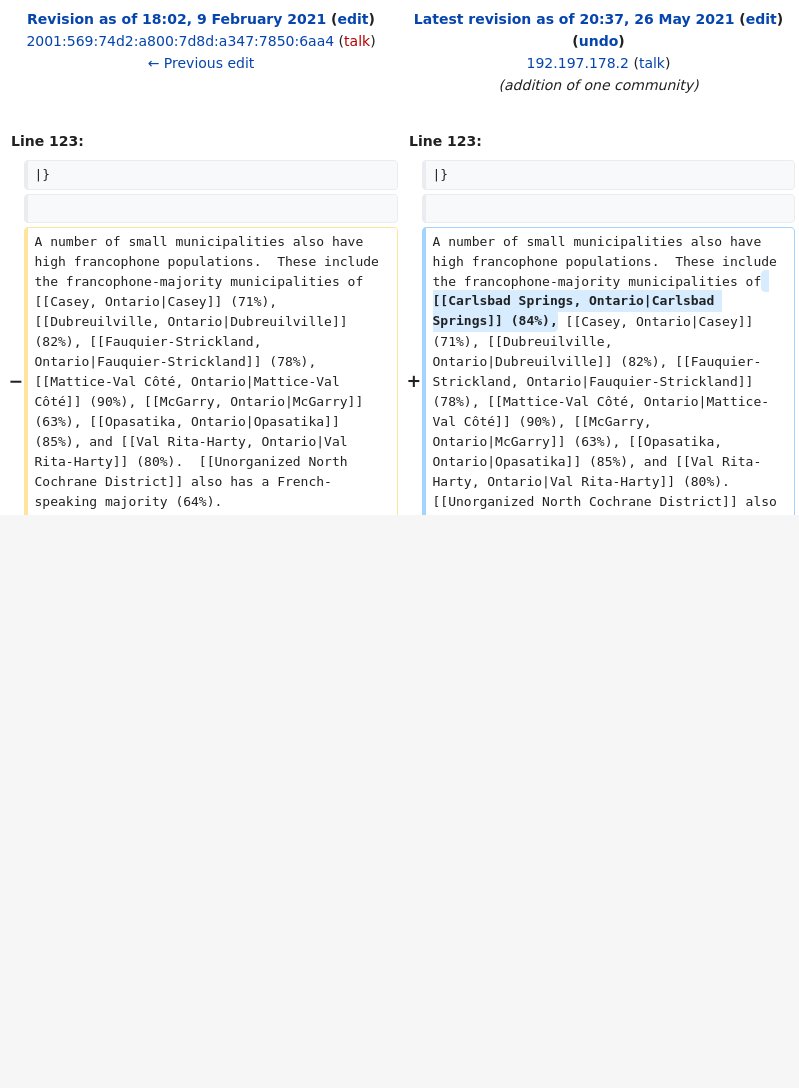 Revision as of 18:02, 9 February 2021 (edit)
2001:569:74d2:a800:7d8d:a347:7850:6aa4 (talk)
← Previous edit
Latest revision as of 20:37, 26 May 2021 (edit)
(undo)
192.197.178.2 (talk)
(addition of one community)
Line 123:
Line 123:
|}
|}
−
A number of small municipalities also have
high francophone populations.  These include
the francophone-majority municipalities of
[[Casey, Ontario|Casey]] (71%),
[[Dubreuilville, Ontario|Dubreuilville]]
(82%), [[Fauquier-Strickland,
Ontario|Fauquier-Strickland]] (78%),
[[Mattice-Val Côté, Ontario|Mattice-Val
Côté]] (90%), [[McGarry, Ontario|McGarry]]
(63%), [[Opasatika, Ontario|Opasatika]]
(85%), and [[Val Rita-Harty, Ontario|Val
Rita-Harty]] (80%).  [[Unorganized North
Cochrane District]] also has a French-
speaking majority (64%).
+
A number of small municipalities also have
high francophone populations.  These include
the francophone-majority municipalities of
[[Carlsbad Springs, Ontario|Carlsbad
Springs]] (84%), [[Casey, Ontario|Casey]]
(71%), [[Dubreuilville,
Ontario|Dubreuilville]] (82%), [[Fauquier-
Strickland, Ontario|Fauquier-Strickland]]
(78%), [[Mattice-Val Côté, Ontario|Mattice-
Val Côté]] (90%), [[McGarry,
Ontario|McGarry]] (63%), [[Opasatika,
Ontario|Opasatika]] (85%), and [[Val Rita-
Harty, Ontario|Val Rita-Harty]] (80%).
[[Unorganized North Cochrane District]] also